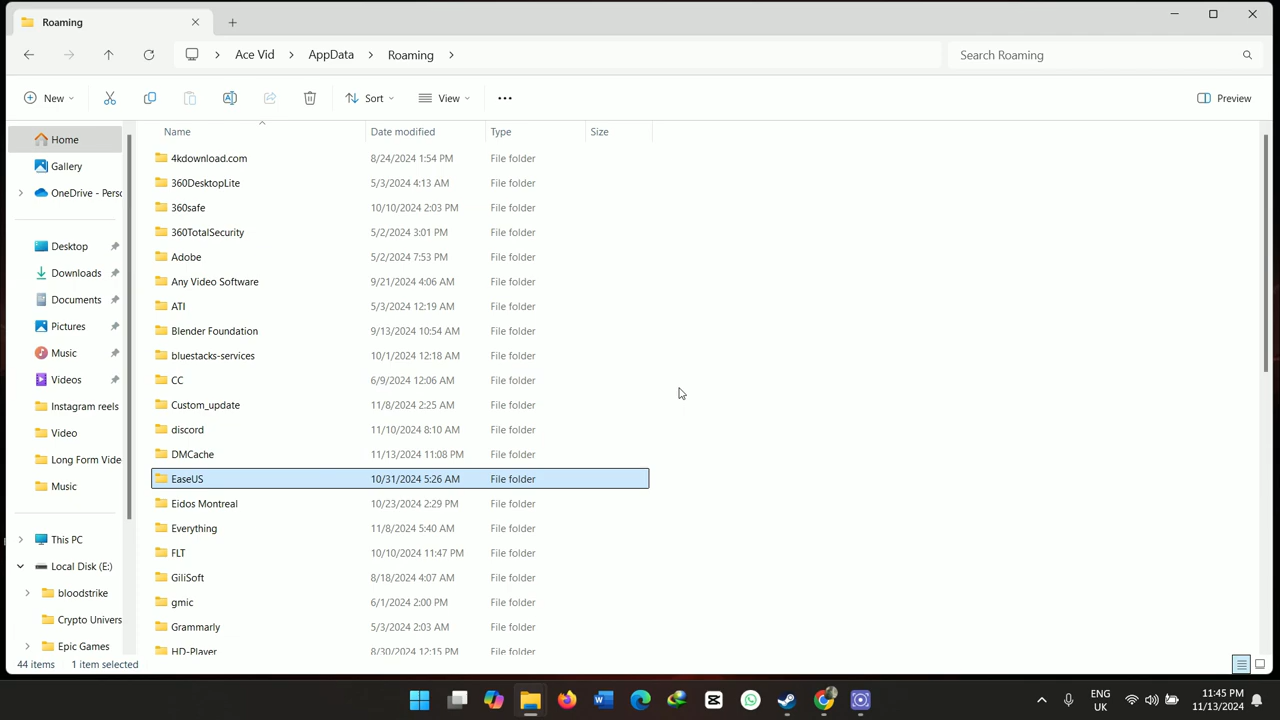 Roaming
Ace Vid AppData Roaming
Search Roaming
New Sort View Preview
Name Date modified Type Size
Home
Gallery
OneDrive - Perso
Desktop
Downloads
Documents
Pictures
Music
Videos
Instagram reels
Video
Long Form Vide
Music
This PC
Local Disk (E:)
bloodstrike
Crypto Univers
Epic Games
4kdownload.com 8/24/2024 1:54 PM File folder
360DesktopLite 5/3/2024 4:13 AM File folder
360safe 10/10/2024 2:03 PM File folder
360TotalSecurity 5/2/2024 3:01 PM File folder
Adobe 5/2/2024 7:53 PM File folder
Any Video Software 9/21/2024 4:06 AM File folder
ATI 5/3/2024 12:19 AM File folder
Blender Foundation 9/13/2024 10:54 AM File folder
bluestacks-services 10/1/2024 12:18 AM File folder
CC 6/9/2024 12:06 AM File folder
Custom_update 11/8/2024 2:25 AM File folder
discord 11/10/2024 8:10 AM File folder
DMCache 11/13/2024 11:08 PM File folder
EaseUS 10/31/2024 5:26 AM File folder
Eidos Montreal 10/23/2024 2:29 PM File folder
Everything 11/8/2024 5:40 AM File folder
FLT 10/10/2024 11:47 PM File folder
GiliSoft 8/18/2024 4:07 AM File folder
gmic 6/1/2024 2:00 PM File folder
Grammarly 5/3/2024 2:03 AM File folder
HD-Player 8/30/2024 12:15 PM File folder
44 items 1 item selected
ENG
UK
11:45 PM
11/13/2024